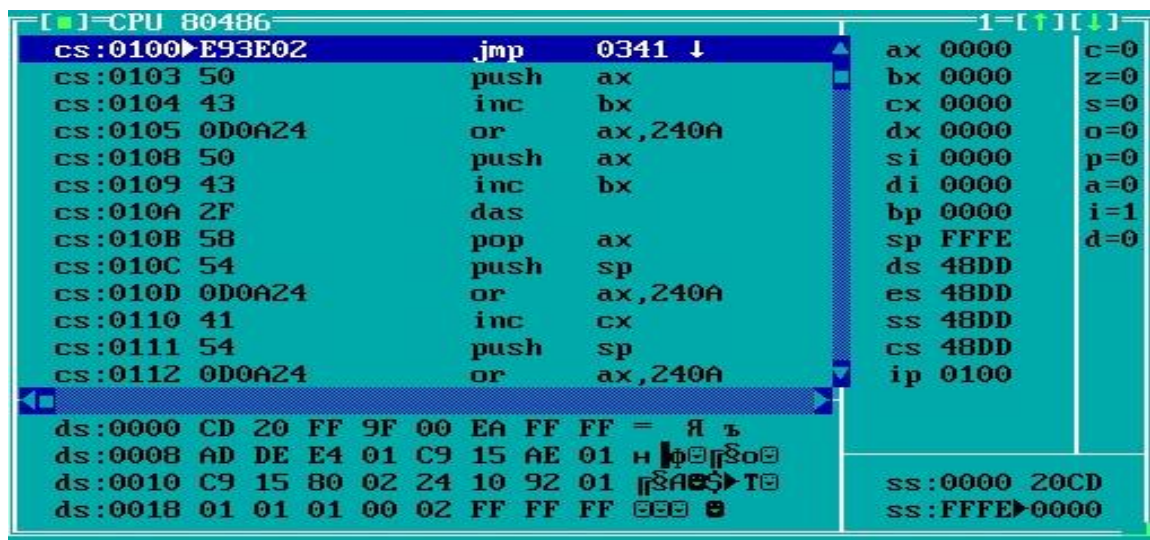 [■]=CPU 80486 1=[↑][↓]
cs:0100►E93E02 jmp 0341 ↓ ax 0000 c=0
cs:0103 50 push ax bx 0000 z=0
cs:0104 43 inc bx cx 0000 s=0
cs:0105 0D0A24 or ax,240A dx 0000 o=0
cs:0108 50 push ax si 0000 p=0
cs:0109 43 inc bx di 0000 a=0
cs:010A 2F das bp 0000 i=1
cs:010B 58 pop ax sp FFFE d=0
cs:010C 54 push sp ds 48DD
cs:010D 0D0A24 or ax,240A es 48DD
cs:0110 41 inc cx ss 48DD
cs:0111 54 push sp cs 48DD
cs:0112 0D0A24 or ax,240A ip 0100
ds:0000 CD 20 FF 9F 00 EA FF FF = Я ъ
ds:0008 AD DE E4 01 C9 15 AE 01 н▐ф☺╔§о☺
ds:0010 C9 15 80 02 24 10 92 01 ╔§А☻$►Т☺ ss:0000 20CD
ds:0018 01 01 01 00 02 FF FF FF ☺☺☺ ☻ ss:FFFE►0000